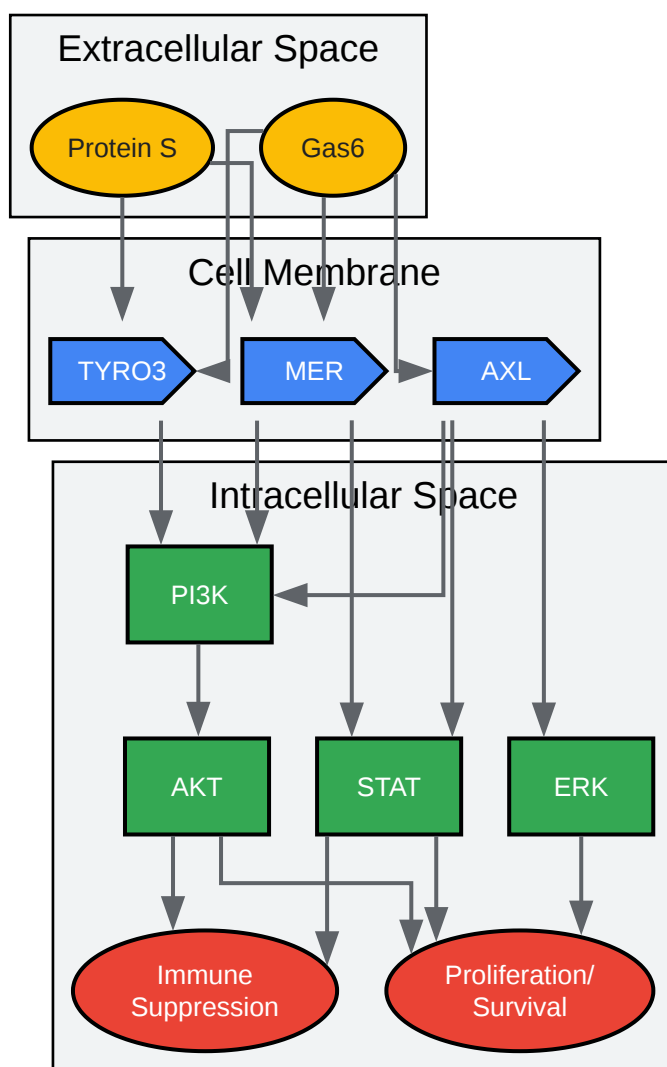 Extracellular Space
Protein S
Gas6
Cell Membrane
TYRO3
MER
AXL
Intracellular Space
PI3K
AKT
STAT
ERK
Immune
Suppression
Proliferation/
Survival